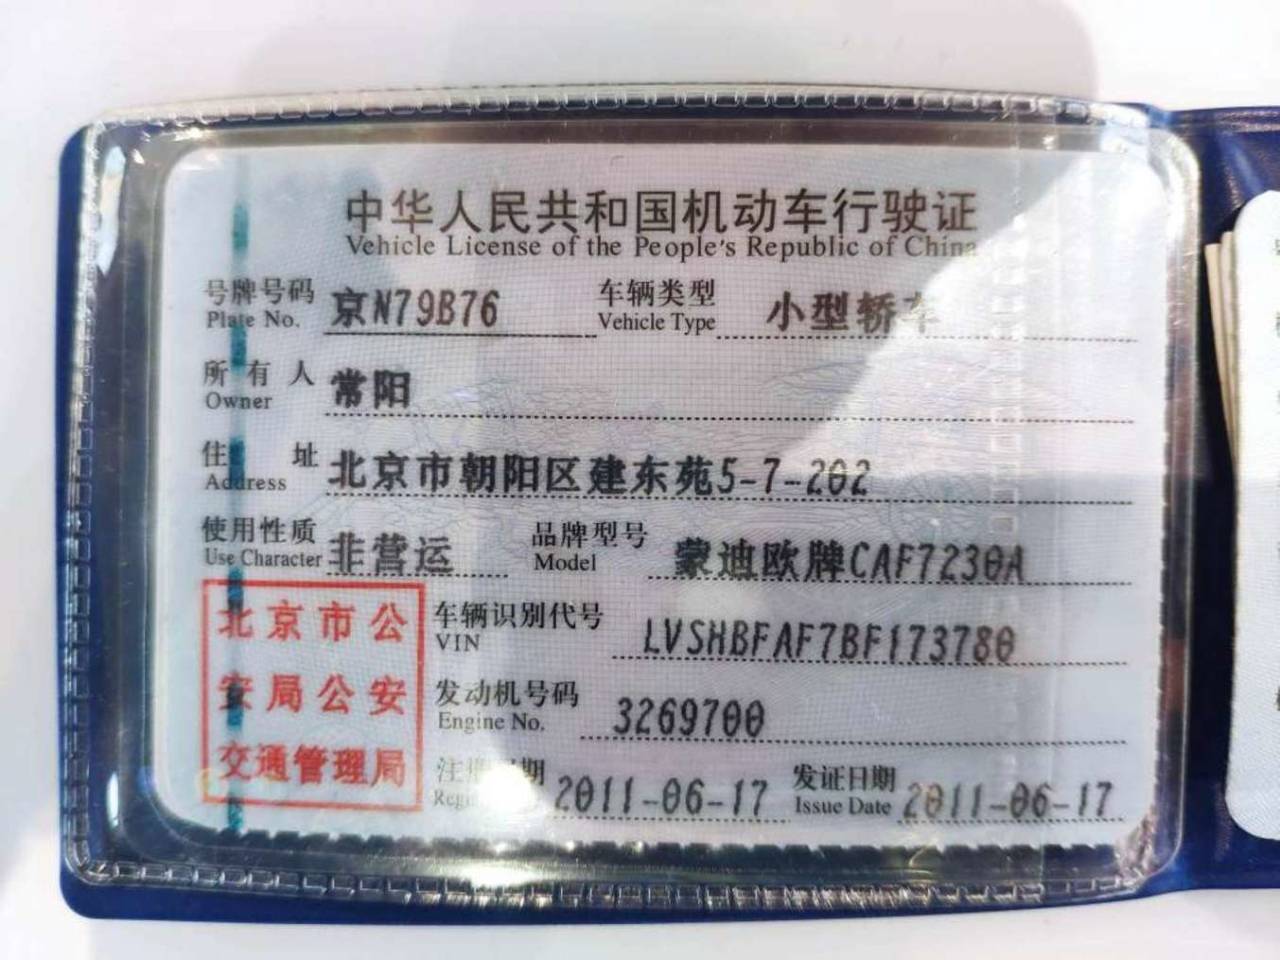 中华人民共和国机动车行驶证
Vehicle License of the People's Republic of China
号牌号码 京N79B76 车辆类型 小型轿车
Plate No. Vehicle Type
所有人 常阳
Owner
住址 北京市朝阳区建东苑5-7-202
Address
使用性质 非营运 品牌型号 蒙迪欧牌CAF7230A
Use Character Model
北京市公
安局公安
交通管理局
车辆识别代号 LVSHBFAF7BF173780
VIN
发动机号码 3269700
Engine No.
注册日期 2011-06-17 发证日期 2011-06-17
Issue Date